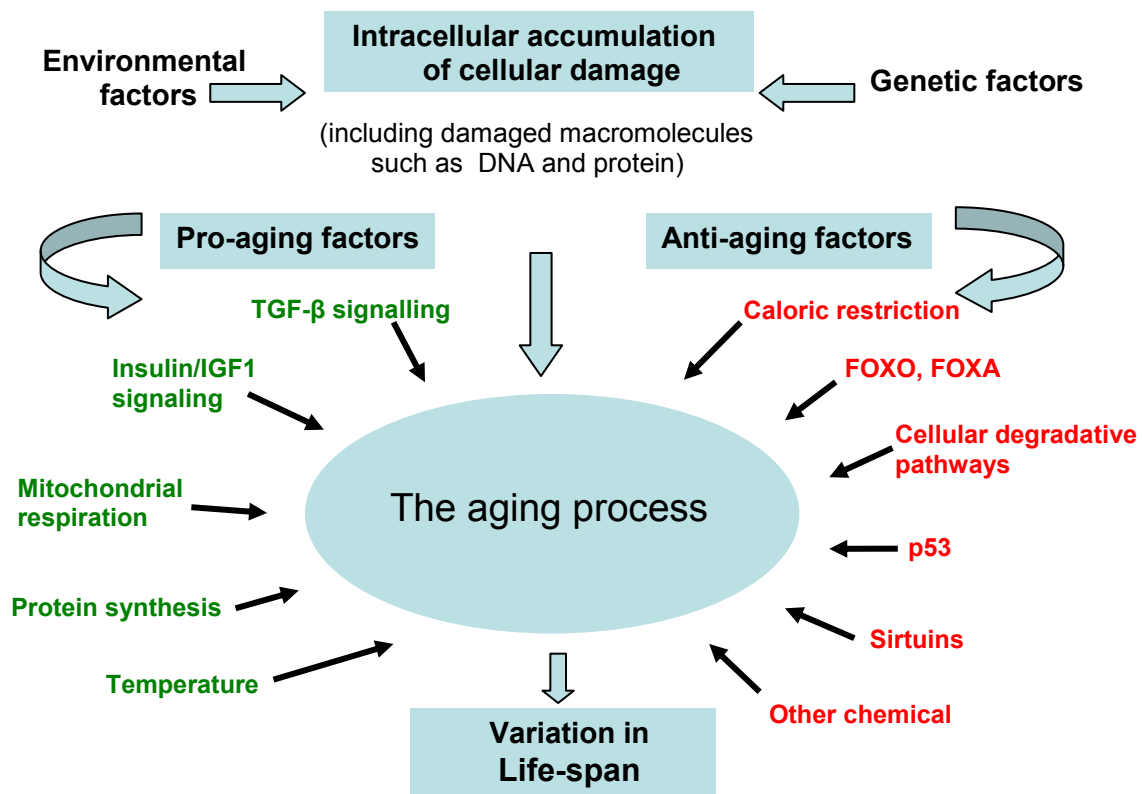 Intracellular accumulation
of cellular damage
Environmental
factors
Genetic factors
(including damaged macromolecules
such as DNA and protein)
Pro-aging factors
Anti-aging factors
TGF-β signalling
Insulin/IGF1
signaling
Mitochondrial
respiration
Protein synthesis
Temperature
Caloric restriction
FOXO, FOXA
Cellular degradative
pathways
p53
Sirtuins
Other chemical
The aging process
Variation in
Life-span